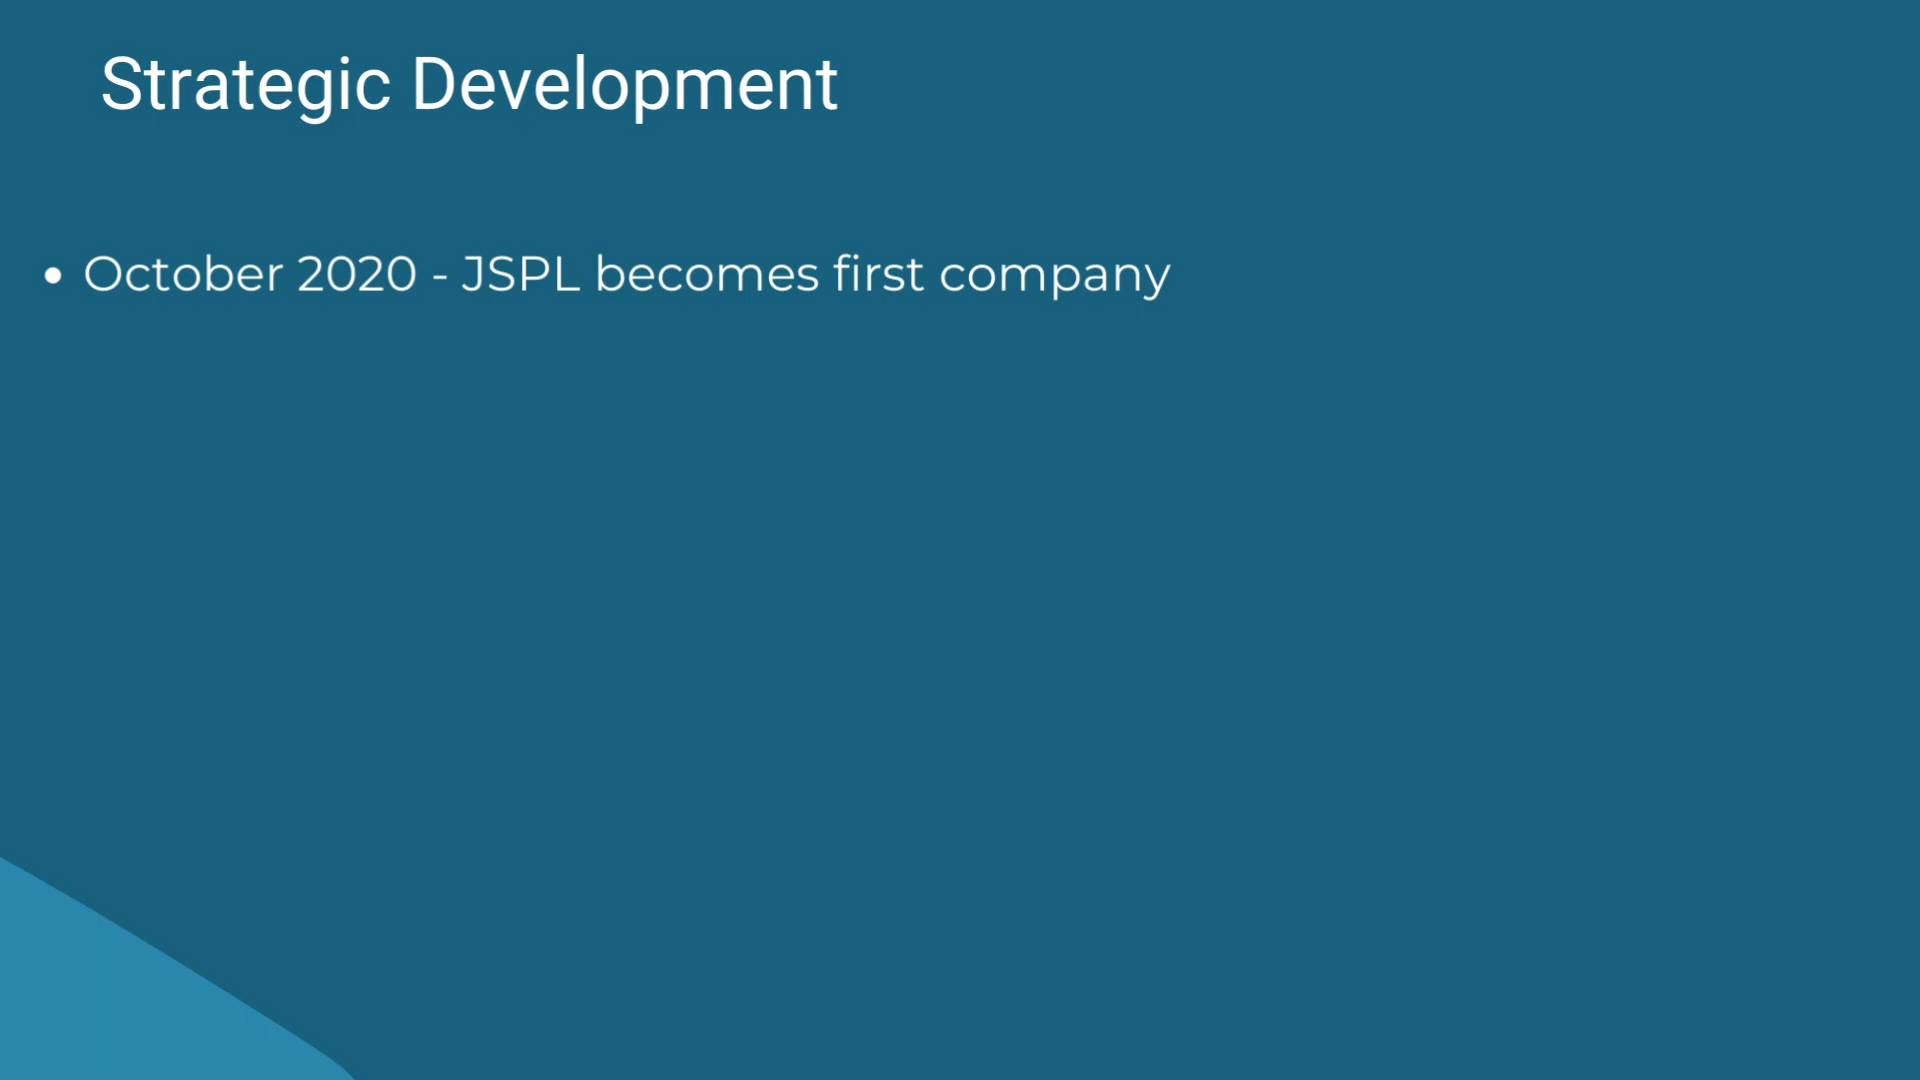 Strategic Development
• October 2020 - JSPL becomes first company